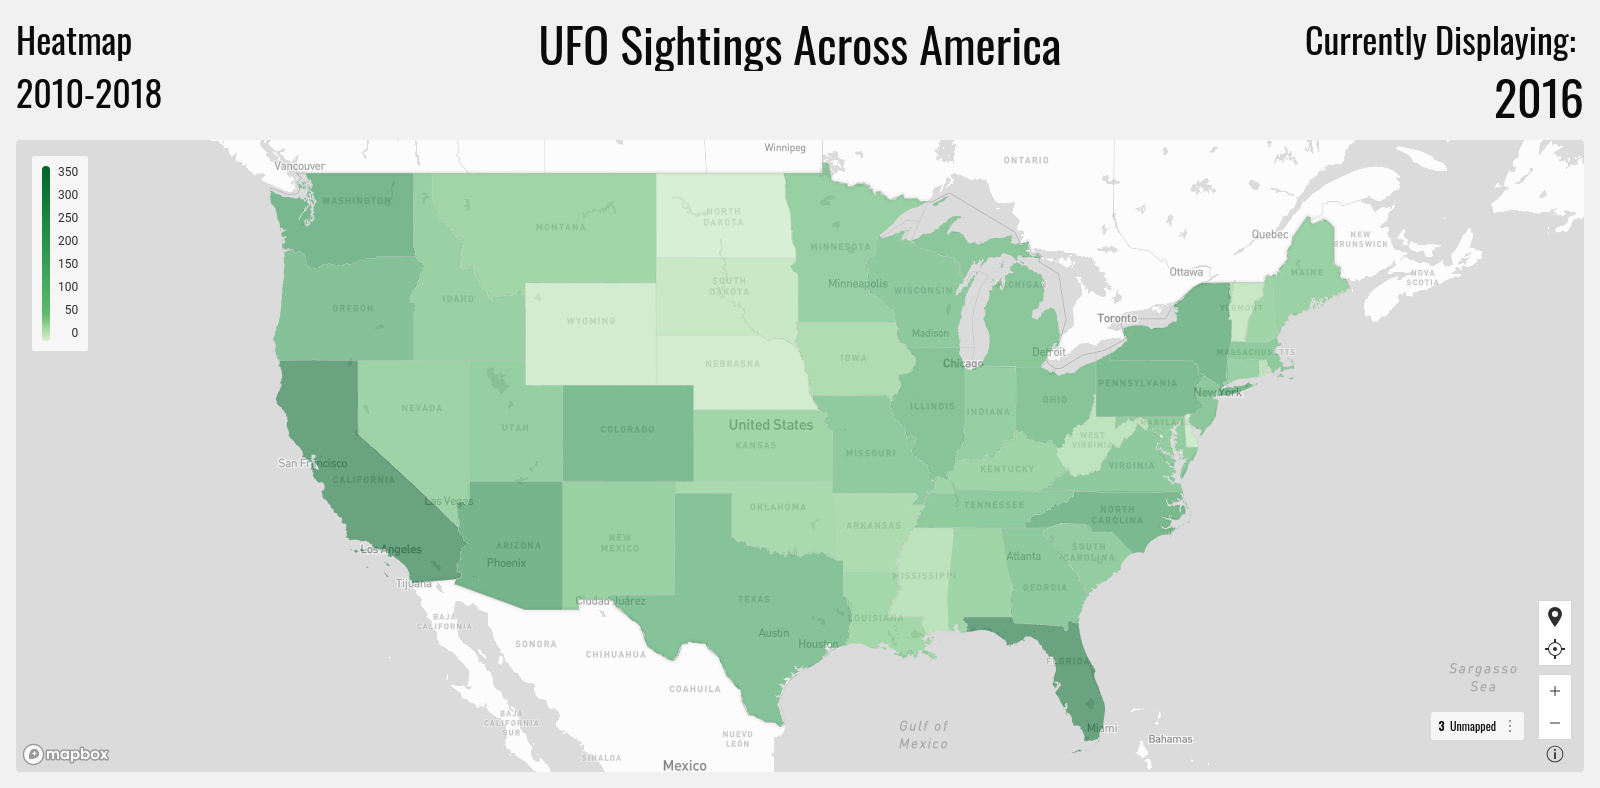 Heatmap
2010-2018
UFO Sightings Across America
Currently Displaying:
2016
350
300
250
200
150
100
50
0
Vancouver
Winnipeg
ONTARIO
WASHINGTON
MONTANA
NORTH
DAKOTA
MINNESOTA
Quebec
NEW
BRUNSWICK
MAINE
Ottawa
NOVA
SCOTIA
OREGON
IDAHO
SOUTH
DAKOTA
Minneapolis
WISCONSIN
MICHIGAN
VERMONT
WYOMING
Toronto
Madison
IOWA
NEBRASKA
Chicago
Detroit
MASSACHUSETTS
PENNSYLVANIA
New York
NEVADA
UTAH
COLORADO
United States
KANSAS
ILLINOIS
INDIANA
OHIO
MARYLAND
WEST
VIRGINIA
VIRGINIA
San Francisco
CALIFORNIA
MISSOURI
KENTUCKY
Las Vegas
OKLAHOMA
TENNESSEE
NORTH
CAROLINA
ARKANSAS
Los Angeles
ARIZONA
Phoenix
NEW
MEXICO
Atlanta
SOUTH
CAROLINA
Tijuana
MISSISSIPPI
GEORGIA
Ciudad Juárez
TEXAS
LOUISIANA
BAJA
CALIFORNIA
Austin
Houston
SONORA
CHIHUAHUA
FLORIDA
COAHUILA
Sargasso
Sea
BAJA
CALIFORNIA
SUR
Gulf of
Mexico
Miami
Bahamas
NUEVO
LEÓN
SINALOA
Mexico
3 Unmapped
mapbox